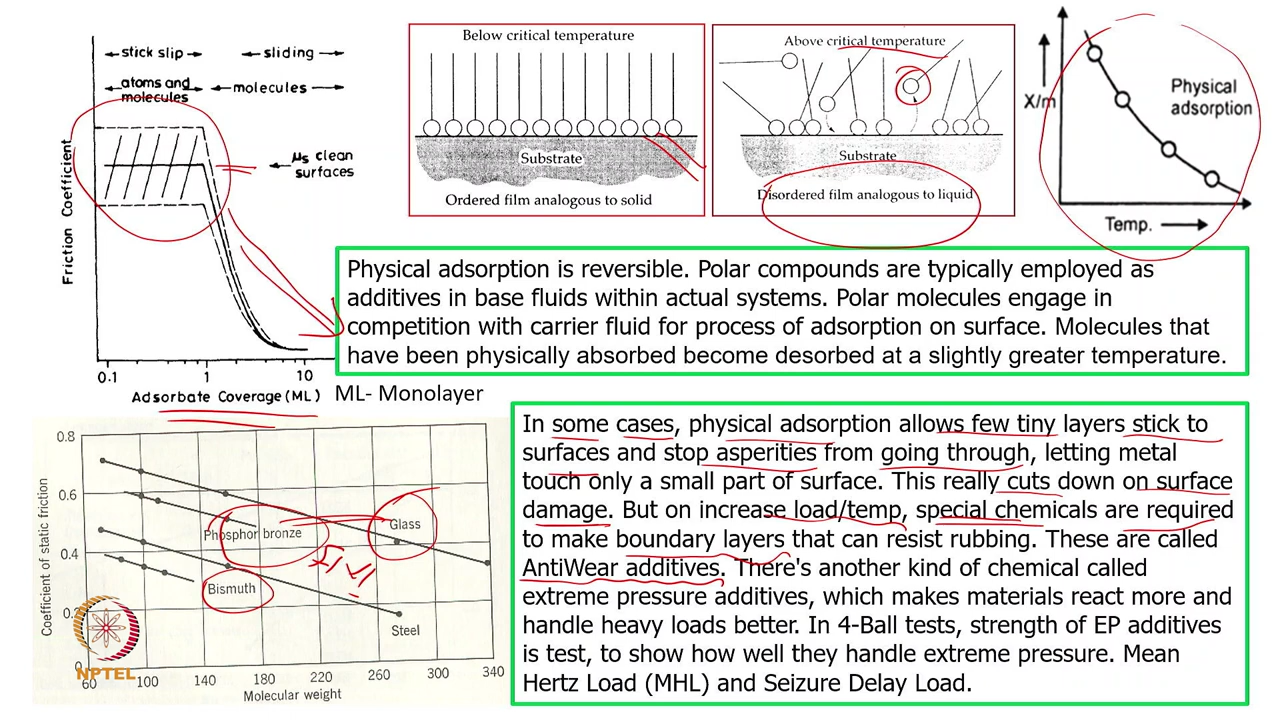 stick slip
sliding
atoms and
molecules
molecules
μs clean
surfaces
Friction Coefficient
0.1
1
10
Adsorbate Coverage (ML)
ML- Monolayer
Below critical temperature
Substrate
Ordered film analogous to solid
Above critical temperature
Substrate
Disordered film analogous to liquid
X/m
Physical
adsorption
Temp.
Physical adsorption is reversible. Polar compounds are typically employed as
additives in base fluids within actual systems. Polar molecules engage in
competition with carrier fluid for process of adsorption on surface. Molecules that
have been physically absorbed become desorbed at a slightly greater temperature.
0.8
0.6
0.4
0.2
0
Coefficient of static friction
Phosphor bronze
Glass
Bismuth
Steel
60
100
140
180
220
260
300
340
Molecular weight
NPTEL
In some cases, physical adsorption allows few tiny layers stick to
surfaces and stop asperities from going through, letting metal
touch only a small part of surface. This really cuts down on surface
damage. But on increase load/temp, special chemicals are required
to make boundary layers that can resist rubbing. These are called
AntiWear additives. There's another kind of chemical called
extreme pressure additives, which makes materials react more and
handle heavy loads better. In 4-Ball tests, strength of EP additives
is test, to show how well they handle extreme pressure. Mean
Hertz Load (MHL) and Seizure Delay Load.